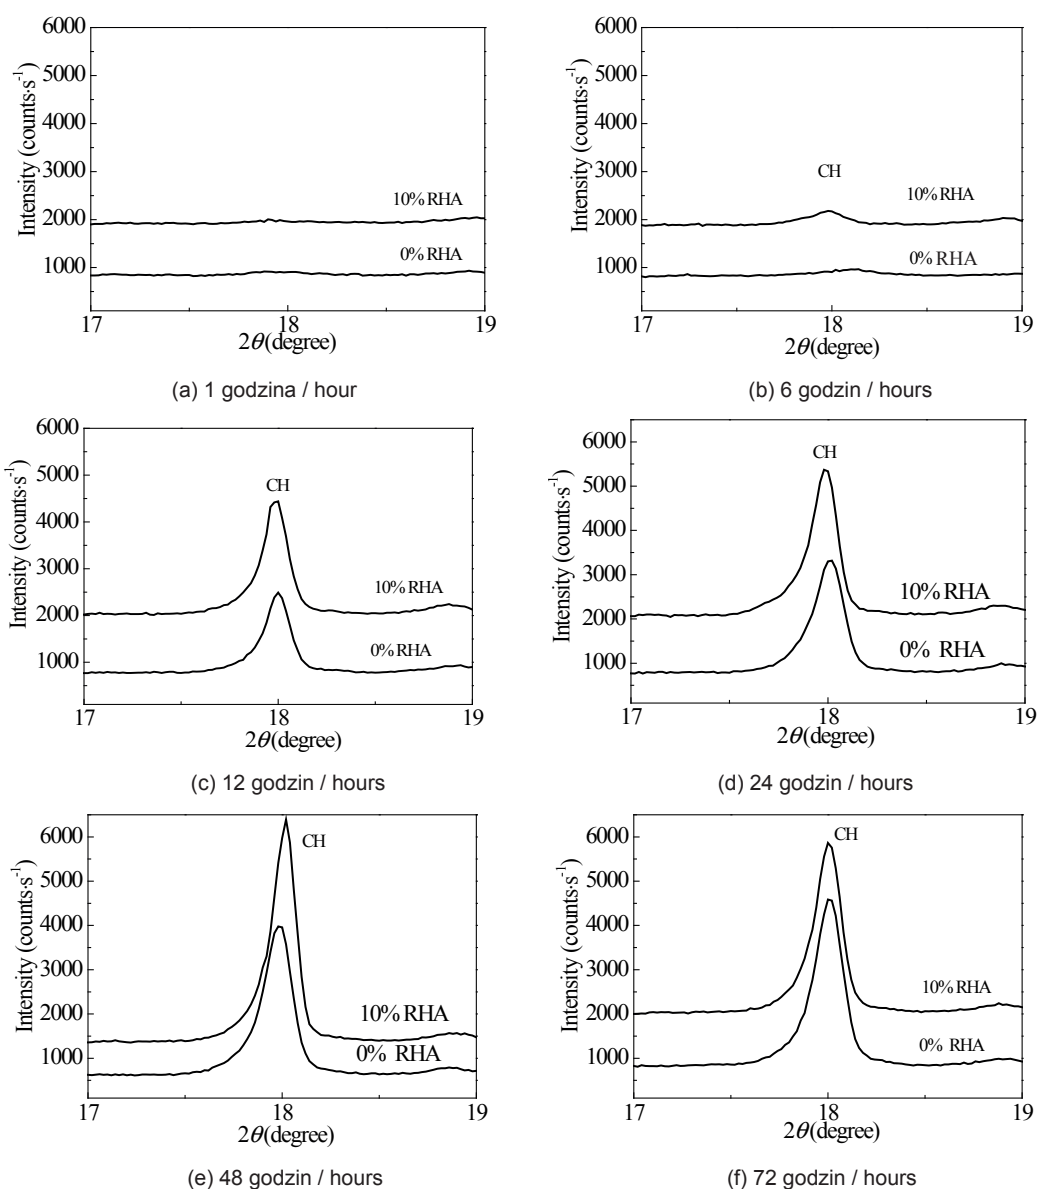 6000
5000
4000
3000
2000
1000
Intensity (counts·s⁻¹)
10% RHA
0% RHA
17
18
19
2θ(degree)
(a) 1 godzina / hour
6000
5000
4000
3000
2000
1000
Intensity (counts·s⁻¹)
CH
10% RHA
0% RHA
17
18
19
2θ(degree)
(b) 6 godzin / hours
6000
5000
4000
3000
2000
1000
Intensity (counts·s⁻¹)
CH
10% RHA
0% RHA
17
18
19
2θ(degree)
(c) 12 godzin / hours
6000
5000
4000
3000
2000
1000
Intensity (counts·s⁻¹)
CH
10% RHA
0% RHA
17
18
19
2θ(degree)
(d) 24 godzin / hours
6000
5000
4000
3000
2000
1000
Intensity (counts·s⁻¹)
CH
10% RHA
0% RHA
17
18
19
2θ(degree)
(e) 48 godzin / hours
6000
5000
4000
3000
2000
1000
Intensity (counts·s⁻¹)
CH
10% RHA
0% RHA
17
18
19
2θ(degree)
(f) 72 godzin / hours